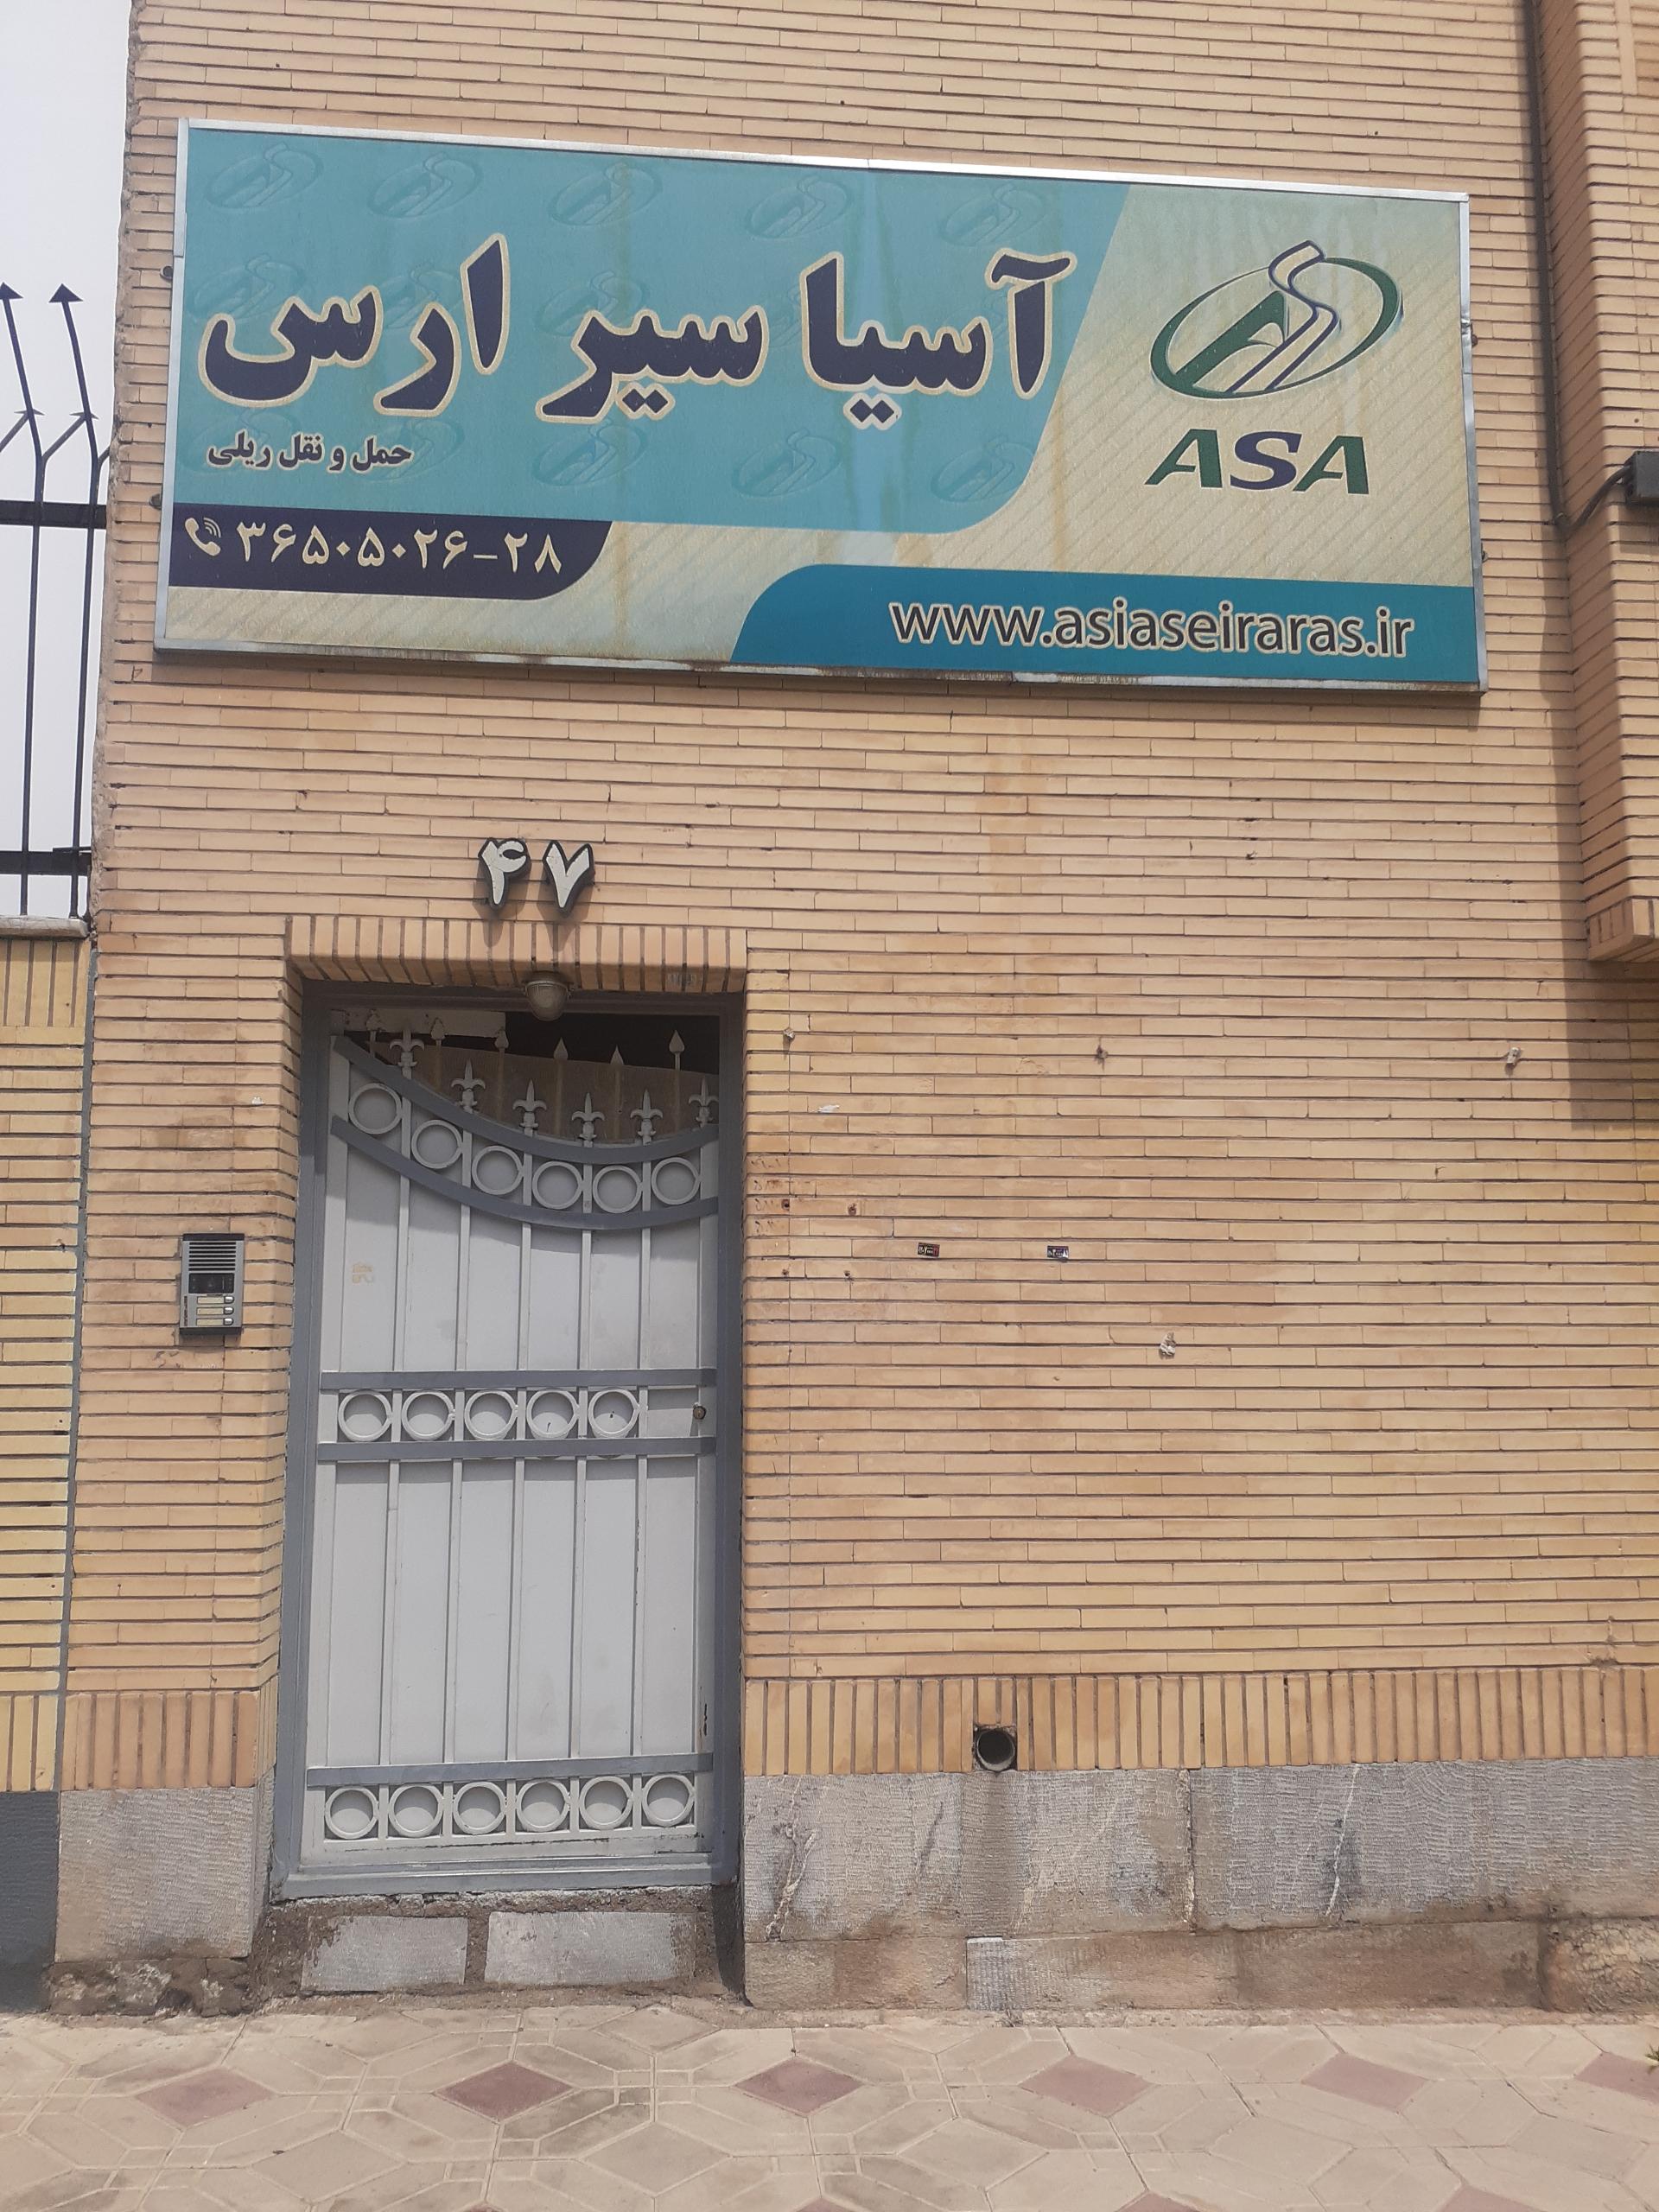 آسیا سیر ارس
ASA
حمل و نقل ریلی
۳۶۵۰۵۰۲۶-۲۸
www.asiaseiraras.ir
۴۷